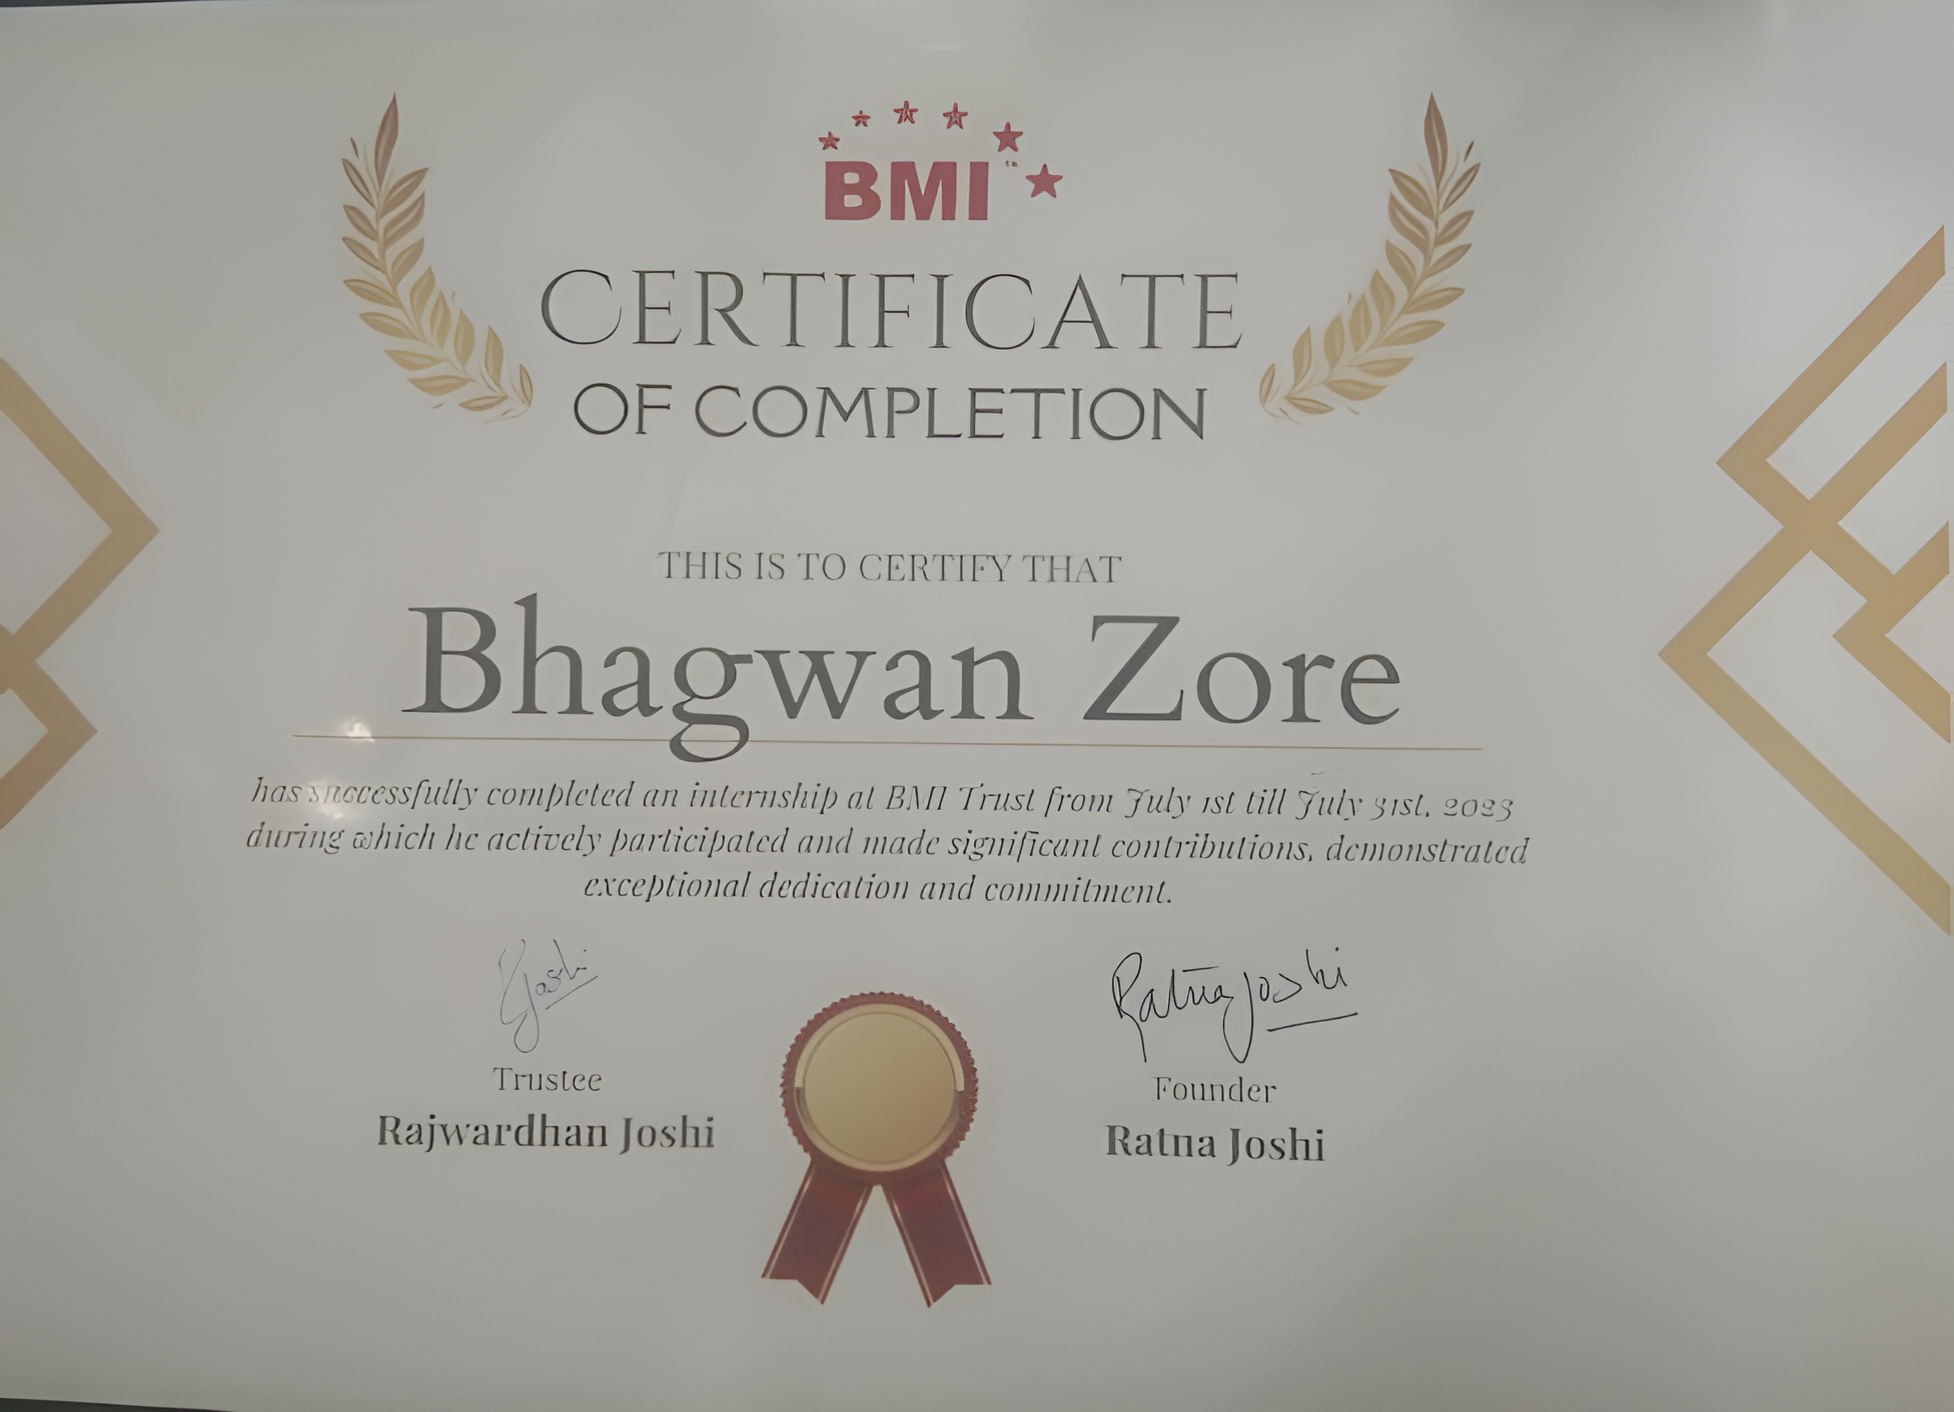 BMI
CERTIFICATE
OF COMPLETION
THIS IS TO CERTIFY THAT
Bhagwan Zore
has successfully completed an internship at BMI Trust from July 1st till July 31st, 2023
during which he actively participated and made significant contributions, demonstrated
exceptional dedication and commitment.
RJoshi
Ratna Joshi
Trustee
Founder
Rajwardhan Joshi
Ratna Joshi